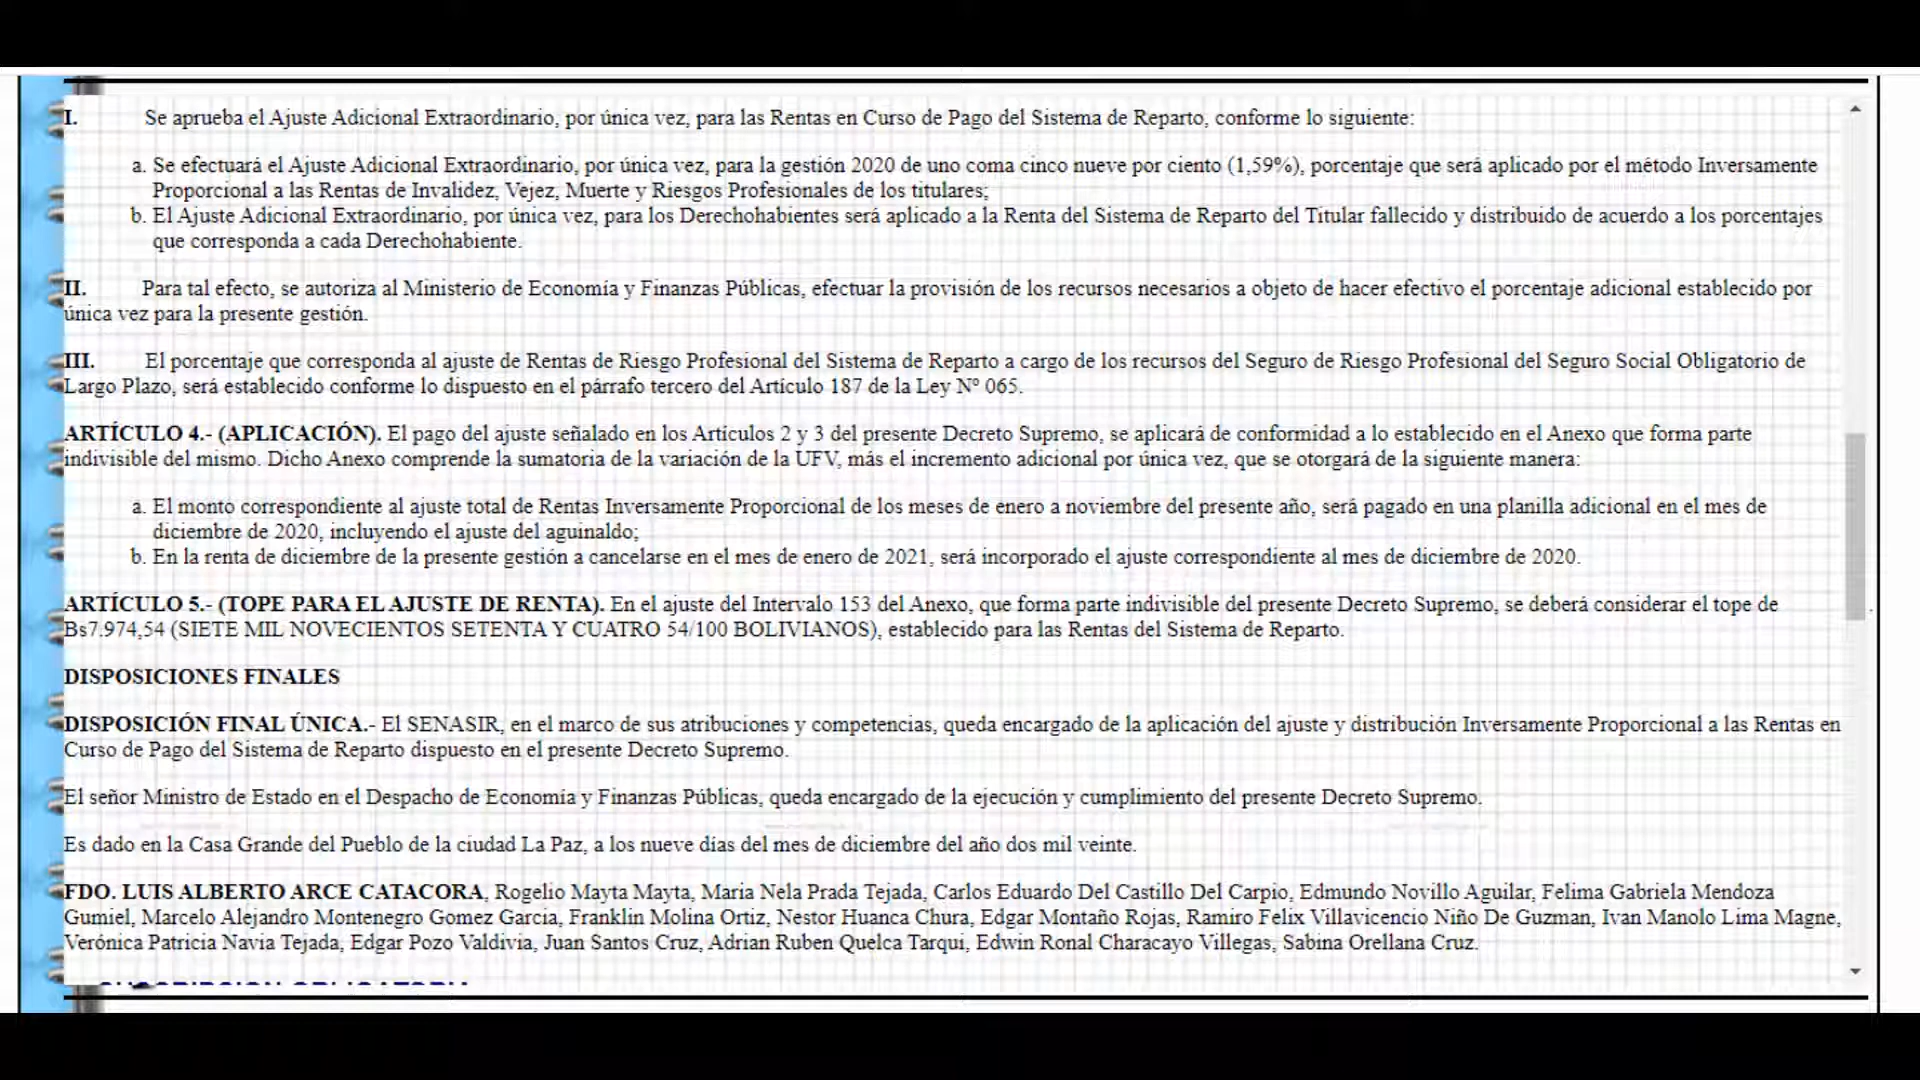 I. Se aprueba el Ajuste Adicional Extraordinario, por única vez, para las Rentas en Curso de Pago del Sistema de Reparto, conforme lo siguiente:
a. Se efectuará el Ajuste Adicional Extraordinario, por única vez, para la gestión 2020 de uno coma cinco nueve por ciento (1,59%), porcentaje que será aplicado por el método Inversamente
Proporcional a las Rentas de Invalidez, Vejez, Muerte y Riesgos Profesionales de los titulares;
b. El Ajuste Adicional Extraordinario, por única vez, para los Derechohabientes será aplicado a la Renta del Sistema de Reparto del Titular fallecido y distribuido de acuerdo a los porcentajes
que corresponda a cada Derechohabiente.
II. Para tal efecto, se autoriza al Ministerio de Economía y Finanzas Públicas, efectuar la provisión de los recursos necesarios a objeto de hacer efectivo el porcentaje adicional establecido por
única vez para la presente gestión.
III. El porcentaje que corresponda al ajuste de Rentas de Riesgo Profesional del Sistema de Reparto a cargo de los recursos del Seguro de Riesgo Profesional del Seguro Social Obligatorio de
Largo Plazo, será establecido conforme lo dispuesto en el párrafo tercero del Artículo 187 de la Ley Nº 065.
ARTÍCULO 4.- (APLICACIÓN). El pago del ajuste señalado en los Artículos 2 y 3 del presente Decreto Supremo, se aplicará de conformidad a lo establecido en el Anexo que forma parte
indivisible del mismo. Dicho Anexo comprende la sumatoria de la variación de la UFV, más el incremento adicional por única vez, que se otorgará de la siguiente manera:
a. El monto correspondiente al ajuste total de Rentas Inversamente Proporcional de los meses de enero a noviembre del presente año, será pagado en una planilla adicional en el mes de
diciembre de 2020, incluyendo el ajuste del aguinaldo;
b. En la renta de diciembre de la presente gestión a cancelarse en el mes de enero de 2021, será incorporado el ajuste correspondiente al mes de diciembre de 2020.
ARTÍCULO 5.- (TOPE PARA EL AJUSTE DE RENTA). En el ajuste del Intervalo 153 del Anexo, que forma parte indivisible del presente Decreto Supremo, se deberá considerar el tope de
Bs7.974,54 (SIETE MIL NOVECIENTOS SETENTA Y CUATRO 54/100 BOLIVIANOS), establecido para las Rentas del Sistema de Reparto.
DISPOSICIONES FINALES
DISPOSICIÓN FINAL ÚNICA.- El SENASIR, en el marco de sus atribuciones y competencias, queda encargado de la aplicación del ajuste y distribución Inversamente Proporcional a las Rentas en
Curso de Pago del Sistema de Reparto dispuesto en el presente Decreto Supremo.
El señor Ministro de Estado en el Despacho de Economía y Finanzas Públicas, queda encargado de la ejecución y cumplimiento del presente Decreto Supremo.
Es dado en la Casa Grande del Pueblo de la ciudad La Paz, a los nueve días del mes de diciembre del año dos mil veinte.
FDO. LUIS ALBERTO ARCE CATACORA, Rogelio Mayta Mayta, Maria Nela Prada Tejada, Carlos Eduardo Del Castillo Del Carpio, Edmundo Novillo Aguilar, Felima Gabriela Mendoza
Gumiel, Marcelo Alejandro Montenegro Gomez Garcia, Franklin Molina Ortiz, Nestor Huanca Chura, Edgar Montaño Rojas, Ramiro Felix Villavicencio Niño De Guzman, Ivan Manolo Lima Magne,
Verónica Patricia Navia Tejada, Edgar Pozo Valdivia, Juan Santos Cruz, Adrian Ruben Quelca Tarqui, Edwin Ronal Characayo Villegas, Sabina Orellana Cruz.